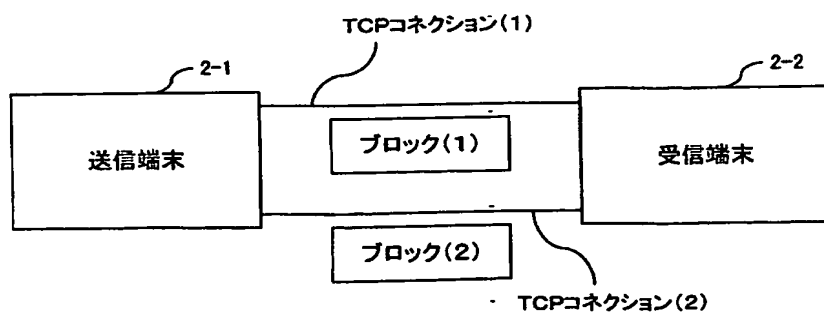 TCPコネクション(1)
2-1
2-2
送信端末
ブロック(1)
受信端末
ブロック(2)
TCPコネクション(2)